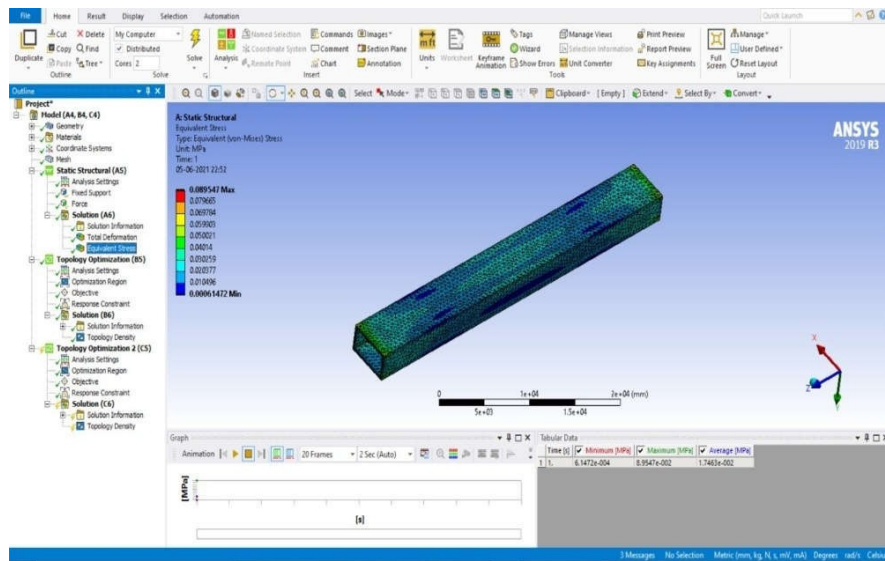 File Home Result Display Selection Automation
Quick Launch
Cut Delete My Computer Named Selection Commands Images Tags Manage Views Print Preview Manage
Copy Find Distributed Coordinate System Comment Section Plane Wizard Selection Information Report Preview User Defined
Duplicate Paste Tree Cores 2 Solve Analysis Remote Point Chart Annotation Units Worksheet Keyframe Animation Show Errors Unit Converter Key Assignments Full Screen Reset Layout
Outline Solve Insert Tools Layout
Outline
Select Mode Clipboard [Empty] Extend Select By Convert
Project*
Model (A4, B4, C4)
Geometry
Materials
Coordinate Systems
Mesh
Static Structural (A5)
Analysis Settings
Fixed Support
Force
Solution (A6)
Solution Information
Total Deformation
Equivalent Stress
Topology Optimization (B5)
Analysis Settings
Optimization Region
Objective
Response Constraint
Solution (B6)
Solution Information
Topology Density
Topology Optimization 2 (C5)
Analysis Settings
Optimization Region
Objective
Response Constraint
Solution (C6)
Solution Information
Topology Density
A: Static Structural
Equivalent Stress
Type: Equivalent (von-Mises) Stress
Unit: MPa
Time: 1
05-06-2021 22:52
0.089547 Max
0.079665
0.069784
0.059903
0.050021
0.04014
0.030259
0.020377
0.010496
0.00061472 Min
ANSYS
2019 R3
X
Z
Y
0 1e+04 2e+04 (mm)
5e+03 1.5e+04
Graph
Animation 20 Frames 2 Sec (Auto)
[MPa]
[s]
Tabular Data
Time [s] Minimum [MPa] Maximum [MPa] Average [MPa]
1 1. 6.1472e-004 8.9547e-002 1.7463e-002
3 Messages No Selection Metric (mm, kg, N, s, mV, mA) Degrees rad/s Celsiu